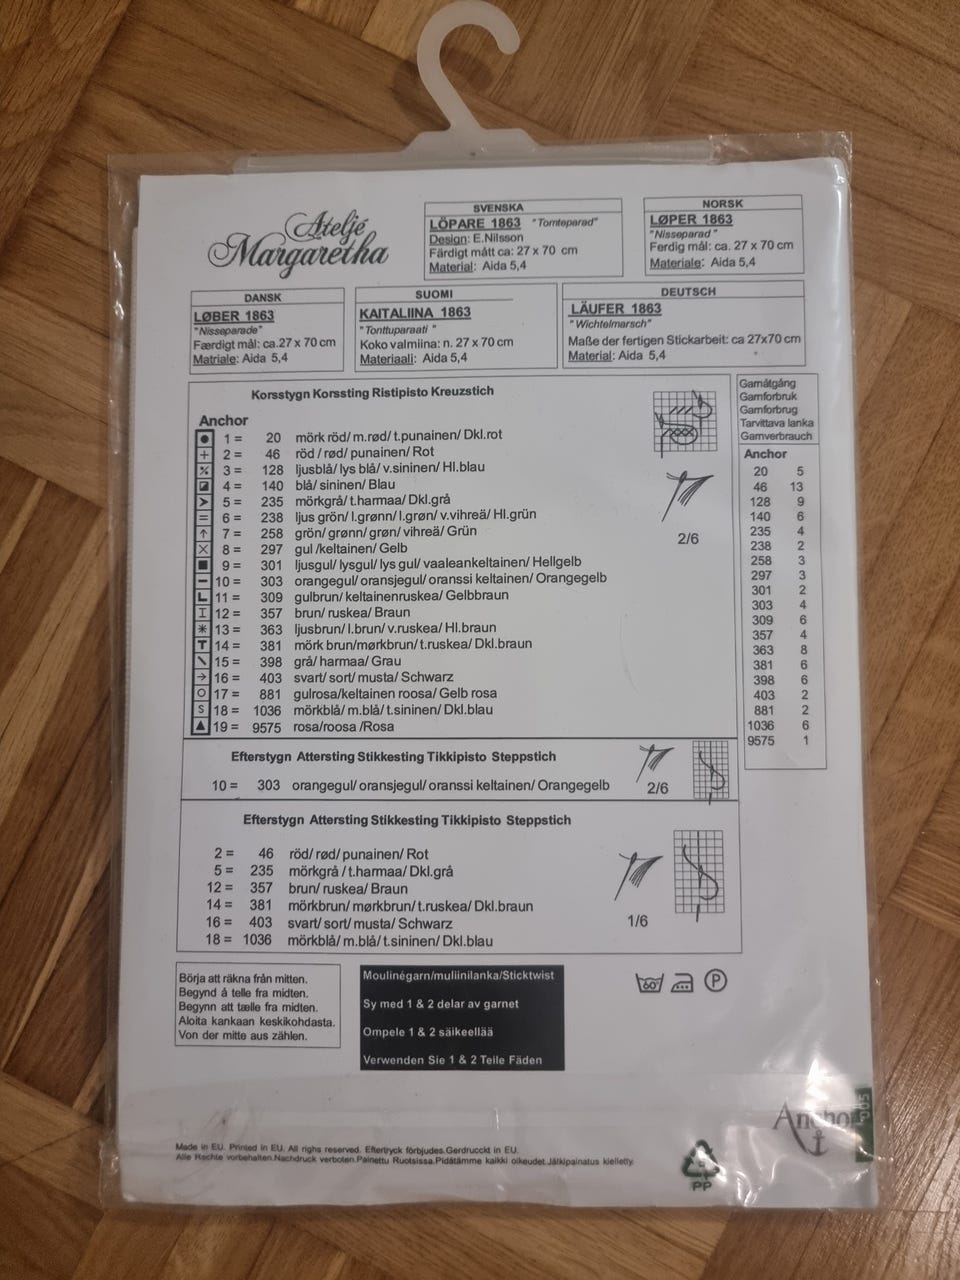 Ateljé
Margaretha
SVENSKA
LÖPARE 1863 "Tomteparad"
Design: E.Nilsson
Färdigt mått ca: 27 x 70 cm
Material: Aida 5,4
NORSK
LØPER 1863
"Nisseparad"
Ferdig mål: ca. 27 x 70 cm
Materiale: Aida 5,4
DANSK
LØBER 1863
"Nisseparade"
Færdigt mål: ca.27 x 70 cm
Matriale: Aida 5,4
SUOMI
KAITALIINA 1863
"Tonttuparaati"
Koko valmiina: n. 27 x 70 cm
Materiaali: Aida 5,4
DEUTSCH
LÄUFER 1863
"Wichtelmarsch"
Maße der fertigen Stickarbeit: ca 27x70 cm
Material: Aida 5,4
Korsstygn Korssting Ristipisto Kreuzstich
Anchor
1 = 20 mörk röd/ m.rød/ t.punainen/ Dkl.rot
2 = 46 röd / rød/ punainen/ Rot
3 = 128 ljusblå/ lys blå/ v.sininen/ Hl.blau
4 = 140 blå/ sininen/ Blau
5 = 235 mörkgrå/ t.harmaa/ Dkl.grå
6 = 238 ljus grön/ l.grønn/ l.grøn/ v.vihreä/ Hl.grün
7 = 258 grön/ grønn/ grøn/ vihreä/ Grün
8 = 297 gul /keltainen/ Gelb
9 = 301 ljusgul/ lysgul/ lys gul/ vaaleankeltainen/ Hellgelb
10 = 303 orangegul/ oransjegul/ oranssi keltainen/ Orangegelb
11 = 309 gulbrun/ keltainenruskea/ Gelbbraun
12 = 357 brun/ ruskea/ Braun
13 = 363 ljusbrun/ l.brun/ v.ruskea/ Hl.braun
14 = 381 mörk brun/mørkbrun/ t.ruskea/ Dkl.braun
15 = 398 grå/ harmaa/ Grau
16 = 403 svart/ sort/ musta/ Schwarz
17 = 881 gulrosa/keltainen roosa/ Gelb rosa
18 = 1036 mörkblå/ m.blå/ t.sininen/ Dkl.blau
19 = 9575 rosa/roosa /Rosa
2/6
Garnåtgång
Garnforbruk
Garnforbrug
Tarvittava lanka
Garnverbrauch
Anchor
20 5
46 13
128 9
140 6
235 4
238 2
258 3
297 3
301 2
303 4
309 6
357 4
363 8
381 6
398 6
403 2
881 2
1036 6
9575 1
Efterstygn Attersting Stikkesting Tikkipisto Steppstich
10 = 303 orangegul/ oransjegul/ oranssi keltainen/ Orangegelb
2/6
Efterstygn Attersting Stikkesting Tikkipisto Steppstich
2 = 46 röd/ rød/ punainen/ Rot
5 = 235 mörkgrå / t.harmaa/ Dkl.grå
12 = 357 brun/ ruskea/ Braun
14 = 381 mörkbrun/ mørkbrun/ t.ruskea/ Dkl.braun
16 = 403 svart/ sort/ musta/ Schwarz
18 = 1036 mörkblå/ m.blå/ t.sininen/ Dkl.blau
1/6
Börja att räkna från mitten.
Begynd å telle fra midten.
Begynn att tælle fra midten.
Aloita kankaan keskikohdasta.
Von der mitte aus zählen.
Moulinégarn/muliinilanka/Sticktwist
Sy med 1 & 2 delar av garnet
Ompele 1 & 2 säikeellää
Verwenden Sie 1 & 2 Teile Fäden
60°
P
Anchor
Made in EU. Printed in EU. All righs reserved. Eftertryck förbjudes.Gerdrucckt in EU.
Alle Rechte vorbehalten.Nachdruck verboten.Painettu Ruotsissa.Pidätämme kaikki oikeudet.Jälkipainatus kielletty.
PP